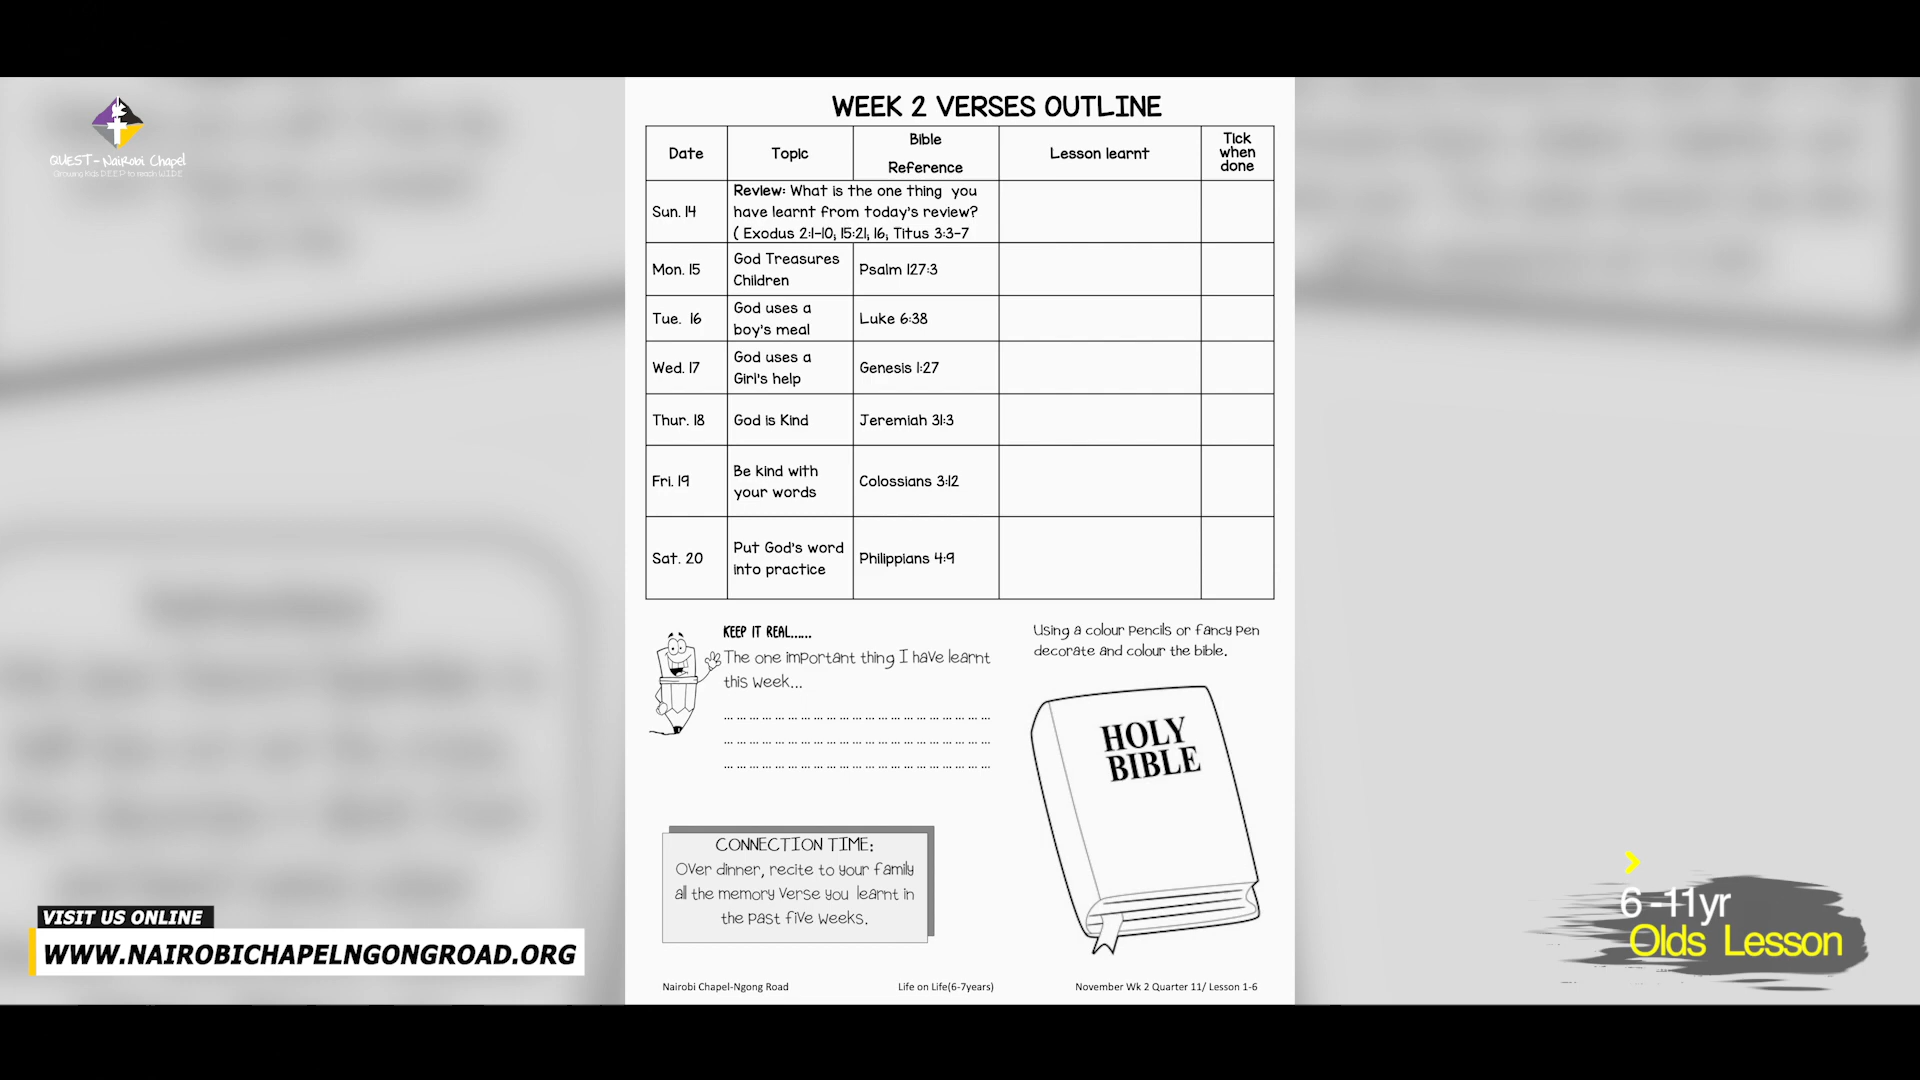 QUEST - Nairobi Chapel
Growing Kids DEEP to reach WIDE
WEEK 2 VERSES OUTLINE
Date
Topic
Bible
Reference
Lesson learnt
Tick
when
done
Sun. 14
Review: What is the one thing you
have learnt from today's review?
( Exodus 2:1-10; 15:21; 16; Titus 3:3-7
Mon. 15
God Treasures
Children
Psalm 127:3
Tue. 16
God uses a
boy's meal
Luke 6:38
Wed. 17
God uses a
Girl's help
Genesis 1:27
Thur. 18
God is Kind
Jeremiah 31:3
Fri. 19
Be kind with
your words
Colossians 3:12
Sat. 20
Put God's word
into practice
Philippians 4:9
KEEP IT REAL......
The one important thing I have learnt
this week...
Using a colour pencils or fancy pen
decorate and colour the bible.
HOLY
BIBLE
CONNECTION TIME:
Over dinner, recite to your family
all the memory verse you learnt in
the past five weeks.
Nairobi Chapel-Ngong Road
Life on Life(6-7years)
November Wk 2 Quarter 11/ Lesson 1-6
VISIT US ONLINE
WWW.NAIROBICHAPELNGONGROAD.ORG
6 -11yr
Olds Lesson